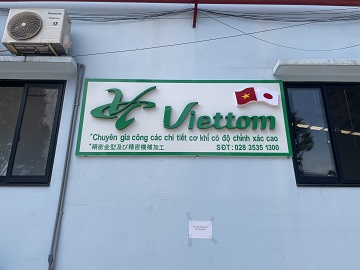 Viettom
*Chuyên gia công các chi tiết cơ khí có độ chính xác cao
*精密金型及び精密機械加工 SĐT: 028 3535 1300
Panasonic